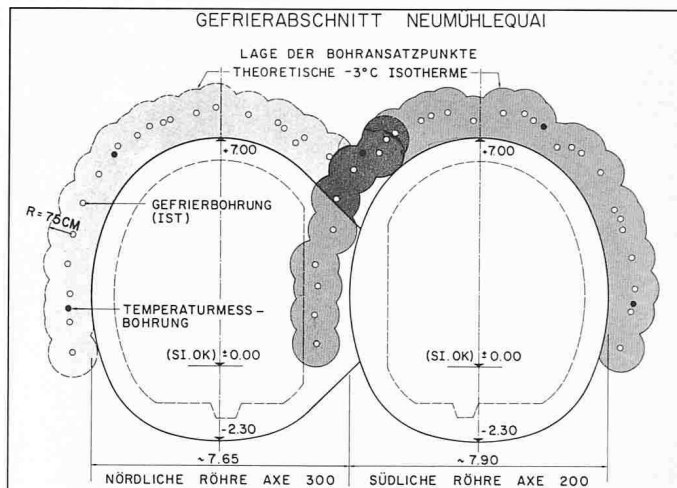 GEFRIERABSCHNITT NEUMÜHLEQUAI
LAGE DER BOHRANSATZPUNKTE
THEORETISCHE -3°C ISOTHERME
+7.00
+7.00
GEFRIERBOHRUNG
(IST)
R=75CM
TEMPERATURMESS-
BOHRUNG
(SI.OK) ±0.00
(SI.OK) ±0.00
-2.30
-2.30
~7.65
~7.90
NÖRDLICHE RÖHRE AXE 300
SÜDLICHE RÖHRE AXE 200